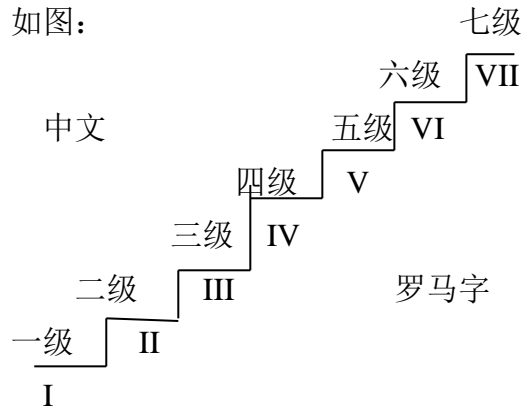 如图：
七级
六级 VII
中文 五级 VI
四级 V
三级 IV
二级 III 罗马字
一级 II
I